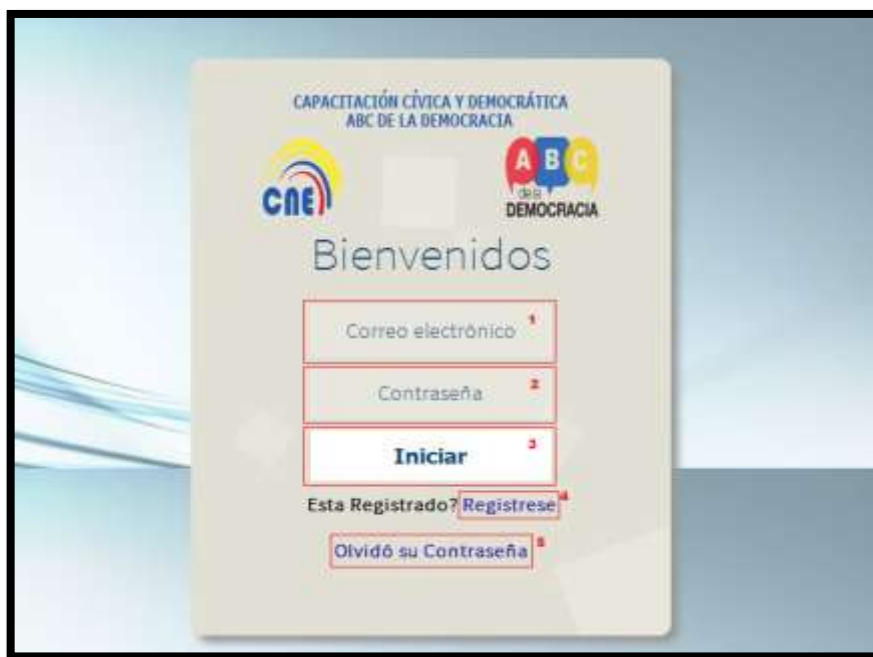 CAPACITACIÓN CÍVICA Y DEMOCRÁTICA
ABC DE LA DEMOCRACIA
CNE
A B C
de la
DEMOCRACIA
Bienvenidos
Correo electrónico 1
Contraseña 2
Iniciar 3
Esta Registrado? Registrese 4
Olvidó su Contraseña 5